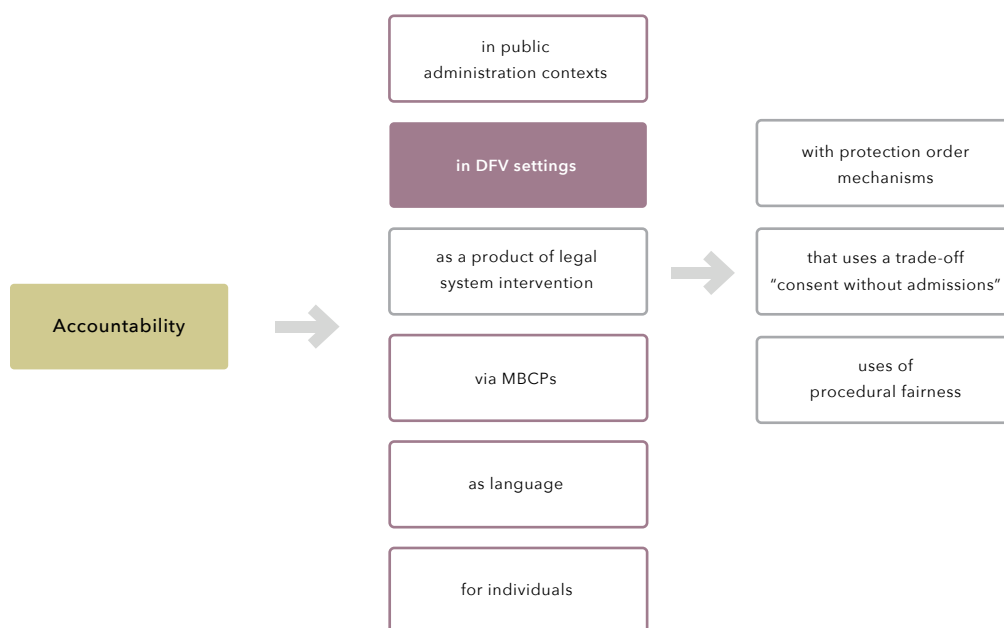 Accountability
in public
administration contexts
in DFV settings
as a product of legal
system intervention
via MBCPs
as language
for individuals
with protection order
mechanisms
that uses a trade-off
“consent without admissions”
uses of
procedural fairness